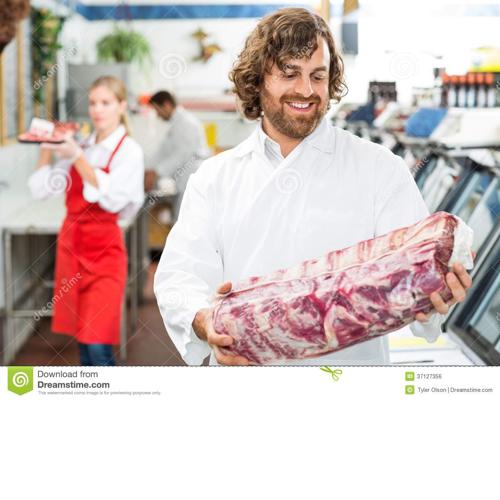 Download from
Dreamstime.com
This watermarked comp image is for previewing purposes only.
37127356
Tyler Olson | Dreamstime.com